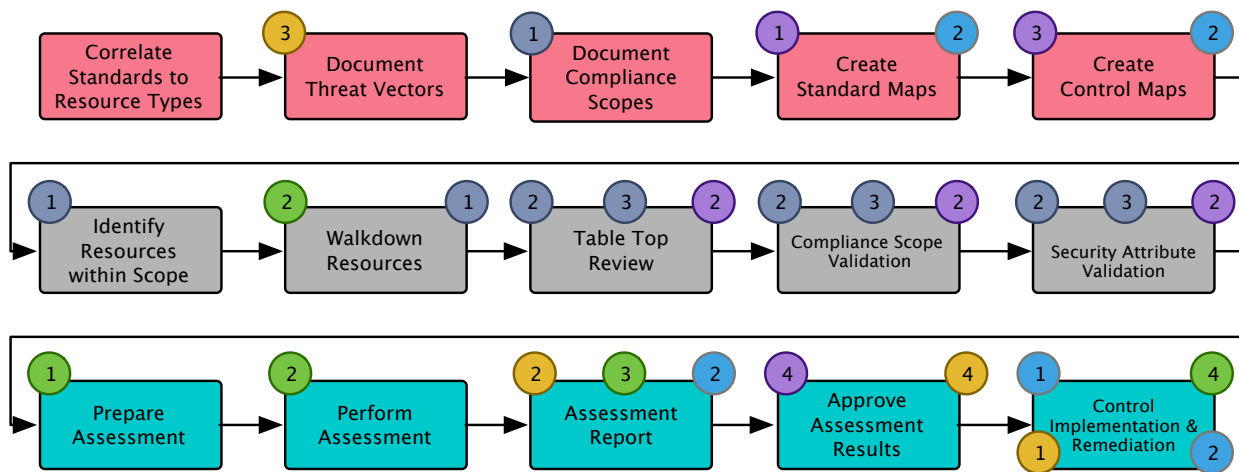 3
1
1
2
3
2
Correlate
Standards to
Resource Types
Document
Threat Vectors
Document
Compliance
Scopes
Create
Standard Maps
Create
Control Maps
1
2
1
2
3
2
2
3
2
2
3
2
Identify
Resources
within Scope
Walkdown
Resources
Table Top
Review
Compliance Scope
Validation
Security Attribute
Validation
1
2
2
3
2
4
4
1
4
Prepare
Assessment
Perform
Assessment
Assessment
Report
Approve
Assessment
Results
Control
Implementation &
Remediation
1
2